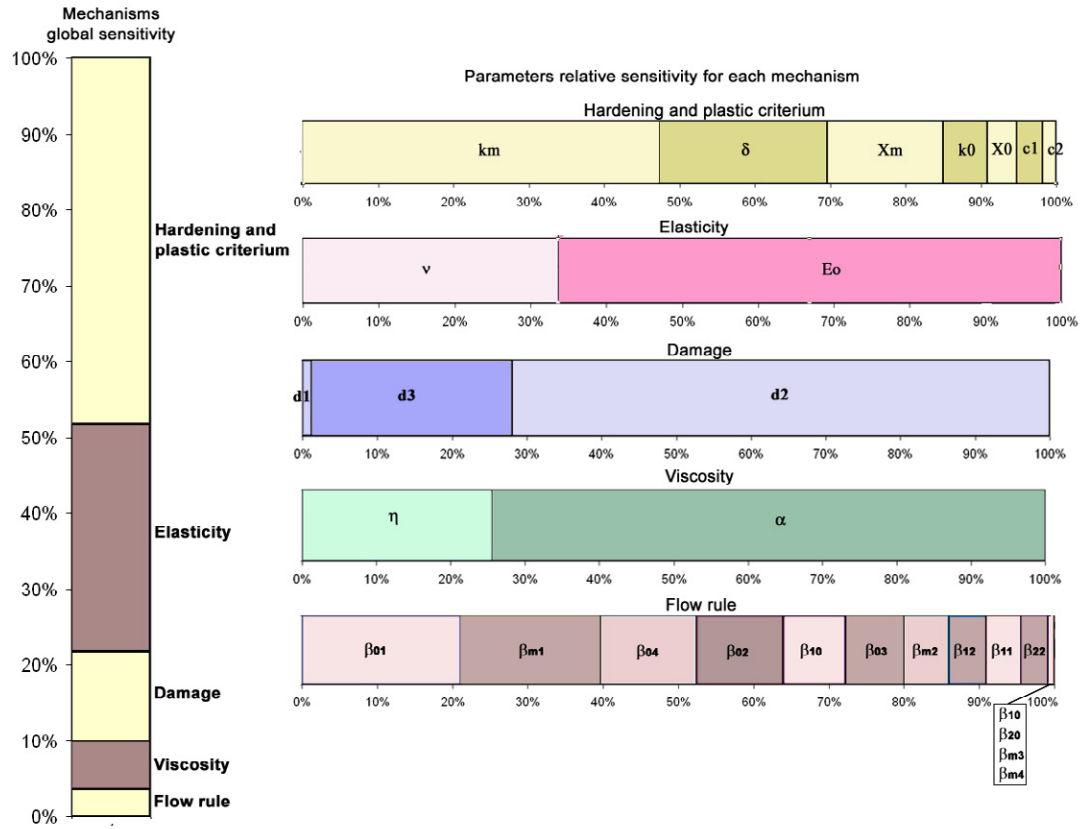 Mechanisms
global sensitivity
100%
90%
80%
70%
60%
50%
40%
30%
20%
10%
0%
Hardening and
plastic criterium
Elasticity
Damage
Viscosity
Flow rule
Parameters relative sensitivity for each mechanism
Hardening and plastic criterium
km δ Xm k0 X0 c1 c2
0% 10% 20% 30% 40% 50% 60% 70% 80% 90% 100%
Elasticity
ν Eo
0% 10% 20% 30% 40% 50% 60% 70% 80% 90% 100%
Damage
d1 d3 d2
0% 10% 20% 30% 40% 50% 60% 70% 80% 90% 100%
Viscosity
η α
0% 10% 20% 30% 40% 50% 60% 70% 80% 90% 100%
Flow rule
β01 βm1 β04 β02 β10 β03 βm2 β12 β11 β22
0% 10% 20% 30% 40% 50% 60% 70% 80% 90% 100%
β10
β20
βm3
βm4